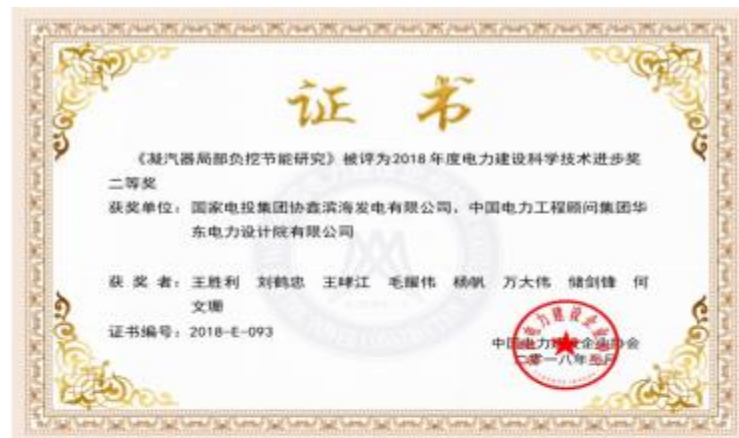 证 书
《凝汽器局部负挖节能研究》被评为2018年度电力建设科学技术进步奖
二等奖
获奖单位：国家电投集团协鑫滨海发电有限公司，中国电力工程顾问集团华
东电力设计院有限公司
获 奖 者：王胜利 刘鹤忠 王峰江 毛耀伟 杨帆 万大伟 储剑锋 何
文珊
证书编号：2018-E-093
中国电力建设企业协会
二零一八年